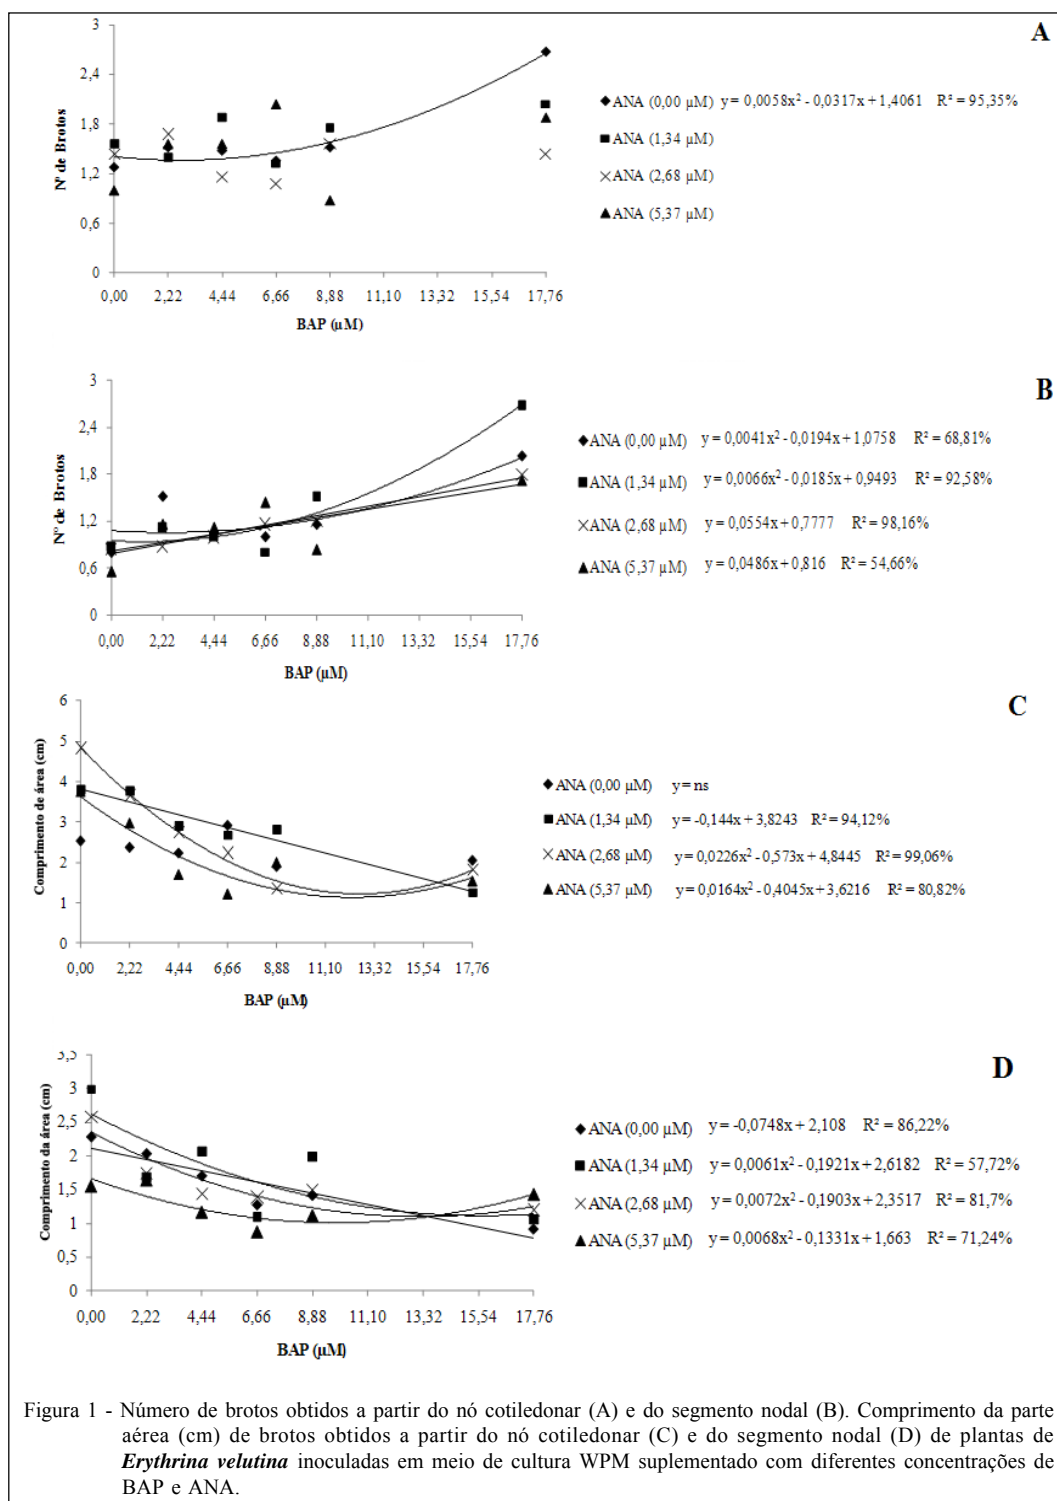 A
3
2,4
1,8
1,2
0,6
0
Nº de Brotos
0,00 2,22 4,44 6,66 8,88 11,10 13,32 15,54 17,76
BAP (µM)
ANA (0,00 µM) y = 0,0058x² - 0,0317x + 1,4061 R² = 95,35%
ANA (1,34 µM)
ANA (2,68 µM)
ANA (5,37 µM)
B
3
2,4
1,8
1,2
0,6
0
Nº de Brotos
0,00 2,22 4,44 6,66 8,88 11,10 13,32 15,54 17,76
BAP (µM)
ANA (0,00 µM) y = 0,0041x² - 0,0194x + 1,0758 R² = 68,81%
ANA (1,34 µM) y = 0,0066x² - 0,0185x + 0,9493 R² = 92,58%
ANA (2,68 µM) y = 0,0554x + 0,7777 R² = 98,16%
ANA (5,37 µM) y = 0,0486x + 0,816 R² = 54,66%
C
6
5
4
3
2
1
0
Comprimento de área (cm)
0,00 2,22 4,44 6,66 8,88 11,10 13,32 15,54 17,76
BAP (µM)
ANA (0,00 µM) y = ns
ANA (1,34 µM) y = -0,144x + 3,8243 R² = 94,12%
ANA (2,68 µM) y = 0,0226x² - 0,573x + 4,8445 R² = 99,06%
ANA (5,37 µM) y = 0,0164x² - 0,4045x + 3,6216 R² = 80,82%
D
3,5
3
2,5
2
1,5
1
0,5
0
Comprimento da área (cm)
0,00 2,22 4,44 6,66 8,88 11,10 13,32 15,54 17,76
BAP (µM)
ANA (0,00 µM) y = -0,0748x + 2,108 R² = 86,22%
ANA (1,34 µM) y = 0,0061x² - 0,1921x + 2,6182 R² = 57,72%
ANA (2,68 µM) y = 0,0072x² - 0,1903x + 2,3517 R² = 81,7%
ANA (5,37 µM) y = 0,0068x² - 0,1331x + 1,663 R² = 71,24%
Figura 1 - Número de brotos obtidos a partir do nó cotiledonar (A) e do segmento nodal (B). Comprimento da parte
aérea (cm) de brotos obtidos a partir do nó cotiledonar (C) e do segmento nodal (D) de plantas de
Erythrina velutina inoculadas em meio de cultura WPM suplementado com diferentes concentrações de
BAP e ANA.